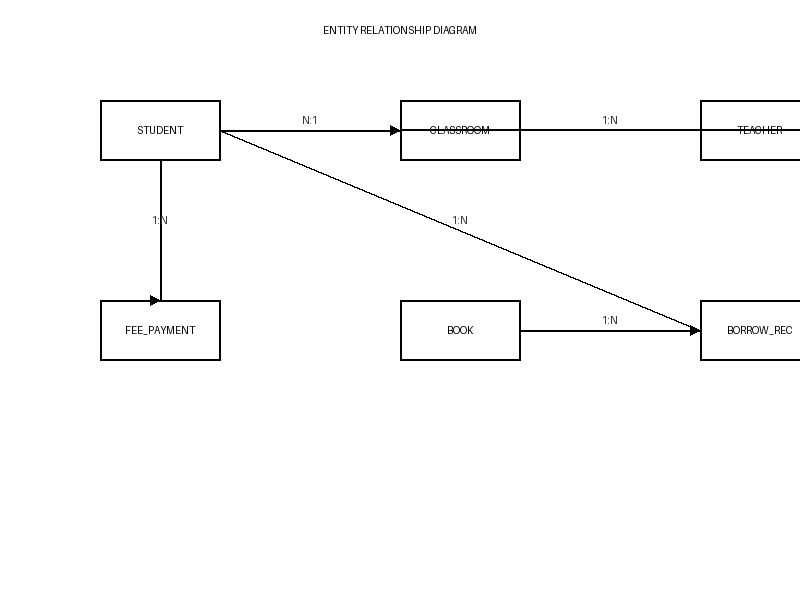 ENTITY RELATIONSHIP DIAGRAM
N:1
1:N
STUDENT
CLASSROOM
TEACHER
1:N
1:N
1:N
FEE_PAYMENT
BOOK
BORROW_REC